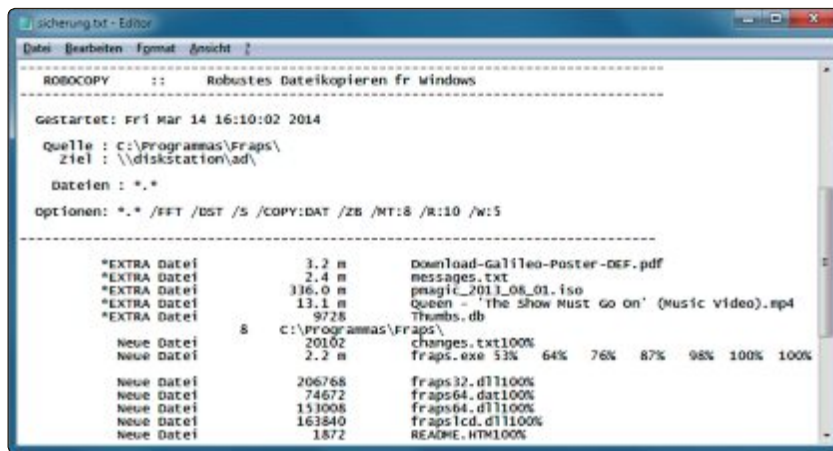 sicherung.txt - Editor
Datei Bearbeiten Format Ansicht ?
-------------------------------------------------------------------------------
ROBOCOPY :: Robustes Dateikopieren fr Windows
-------------------------------------------------------------------------------
Gestartet: Fri Mar 14 16:10:02 2014
Quelle : C:\Programmas\Fraps\
Ziel : \\diskstation\ad\
Dateien : *.*
Optionen: *.* /FFT /DST /S /COPY:DAT /ZB /MT:8 /R:10 /W:5
------------------------------------------------------------------------------
*EXTRA Datei 3.2 m Download-Galileo-Poster-DEF.pdf
*EXTRA Datei 2.4 m messages.txt
*EXTRA Datei 336.0 m pmagic_2013_08_01.iso
*EXTRA Datei 13.1 m Queen - 'The Show Must Go On' (Music Video).mp4
*EXTRA Datei 9728 Thumbs.db
8 C:\Programmas\Fraps\
Neue Datei 20102 changes.txt100%
Neue Datei 2.2 m fraps.exe 53% 64% 76% 87% 98% 100% 100%
Neue Datei 206768 fraps32.dll100%
Neue Datei 74672 fraps64.dat100%
Neue Datei 153008 fraps64.dll100%
Neue Datei 163840 frapslcd.dll100%
Neue Datei 1872 README.HTM100%